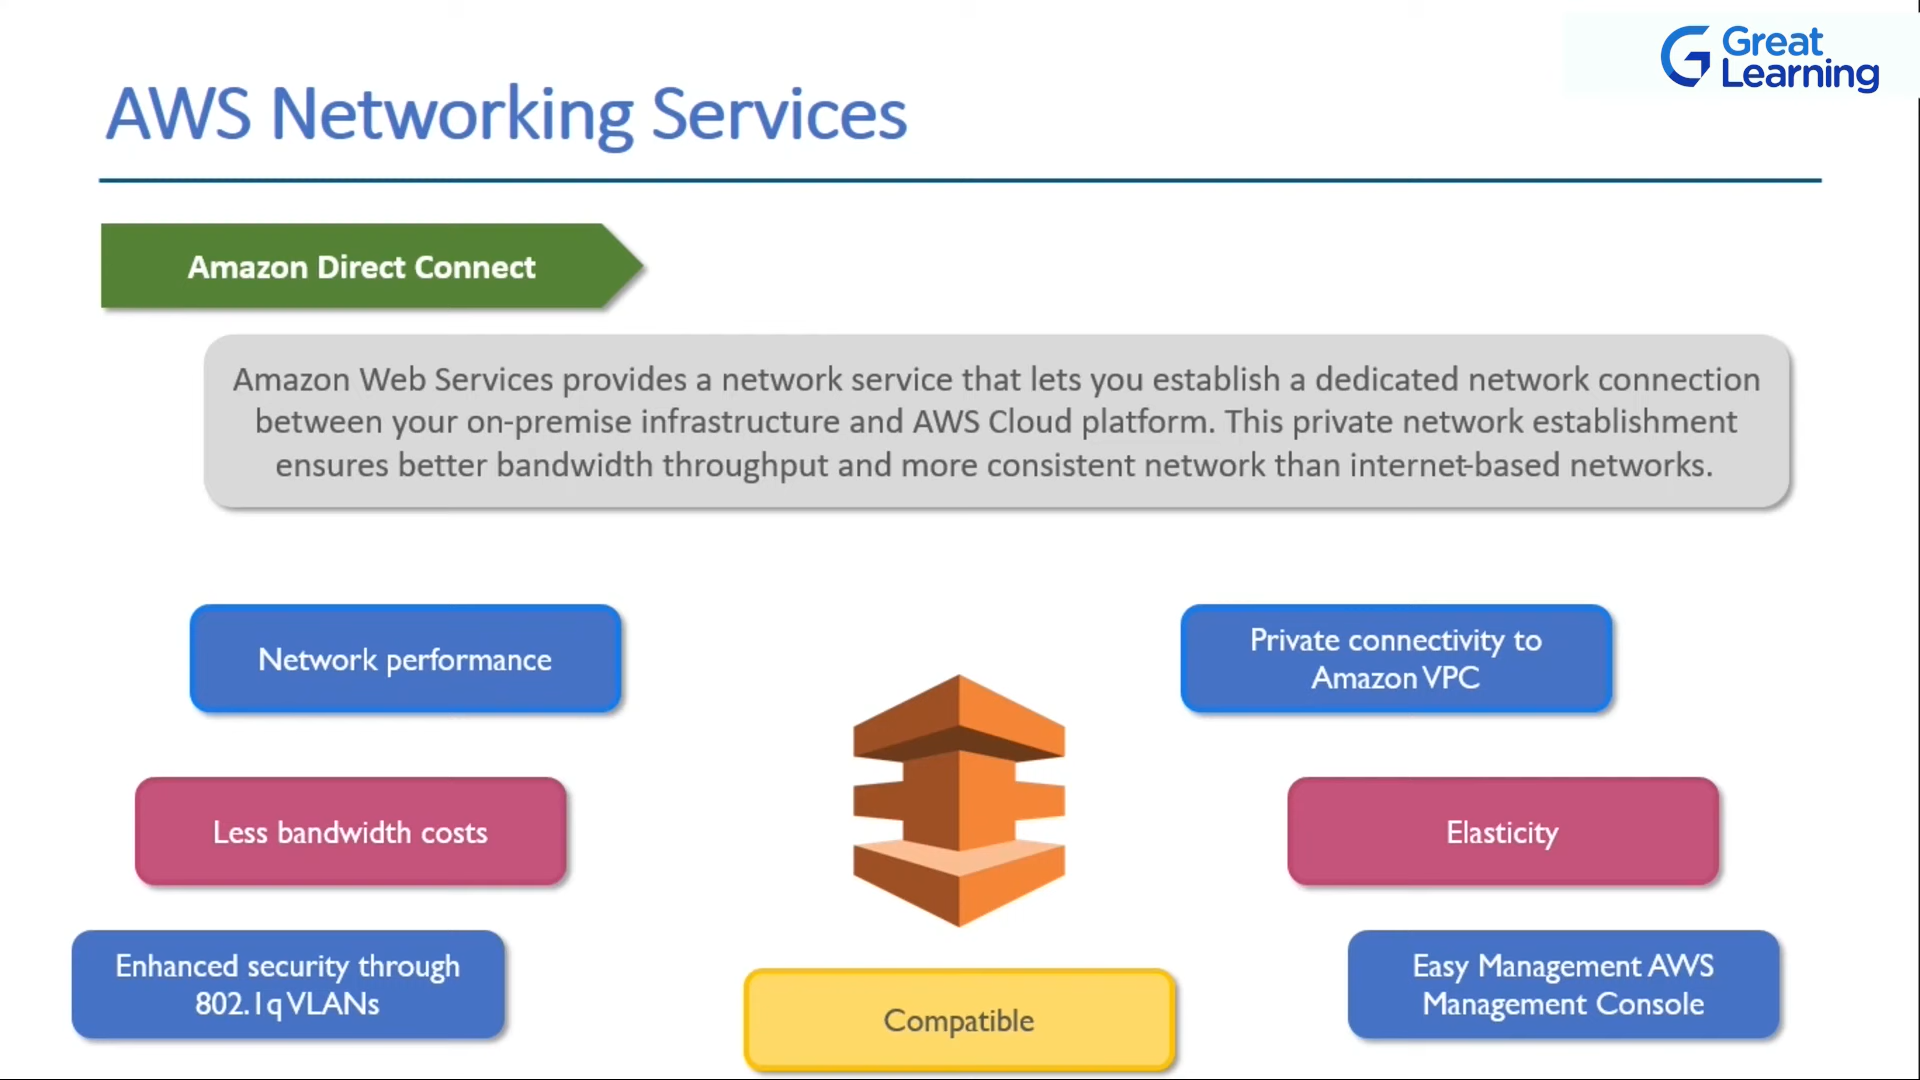 Great
Learning
AWS Networking Services
Amazon Direct Connect
Amazon Web Services provides a network service that lets you establish a dedicated network connection
between your on-premise infrastructure and AWS Cloud platform. This private network establishment
ensures better bandwidth throughput and more consistent network than internet-based networks.
Network performance
Private connectivity to
Amazon VPC
Less bandwidth costs
Elasticity
Enhanced security through
802.1q VLANs
Easy Management AWS
Management Console
Compatible